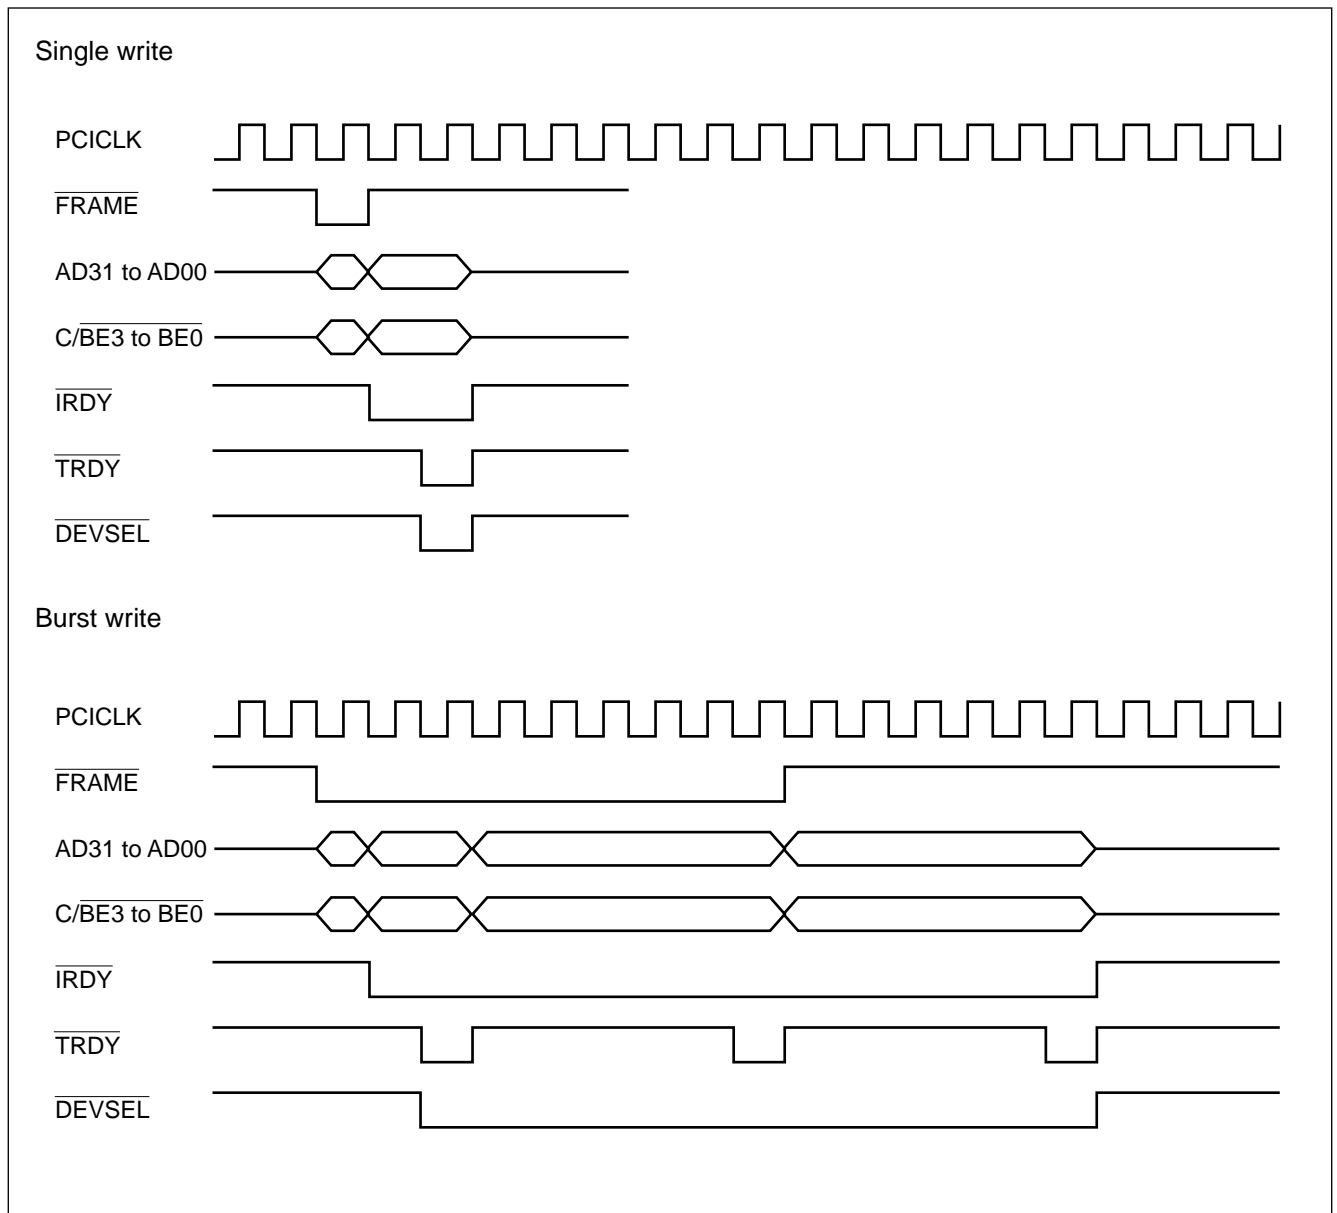 Single write
PCICLK
FRAME
AD31 to AD00
C/BE3 to BE0
IRDY
TRDY
DEVSEL
Burst write
PCICLK
FRAME
AD31 to AD00
C/BE3 to BE0
IRDY
TRDY
DEVSEL